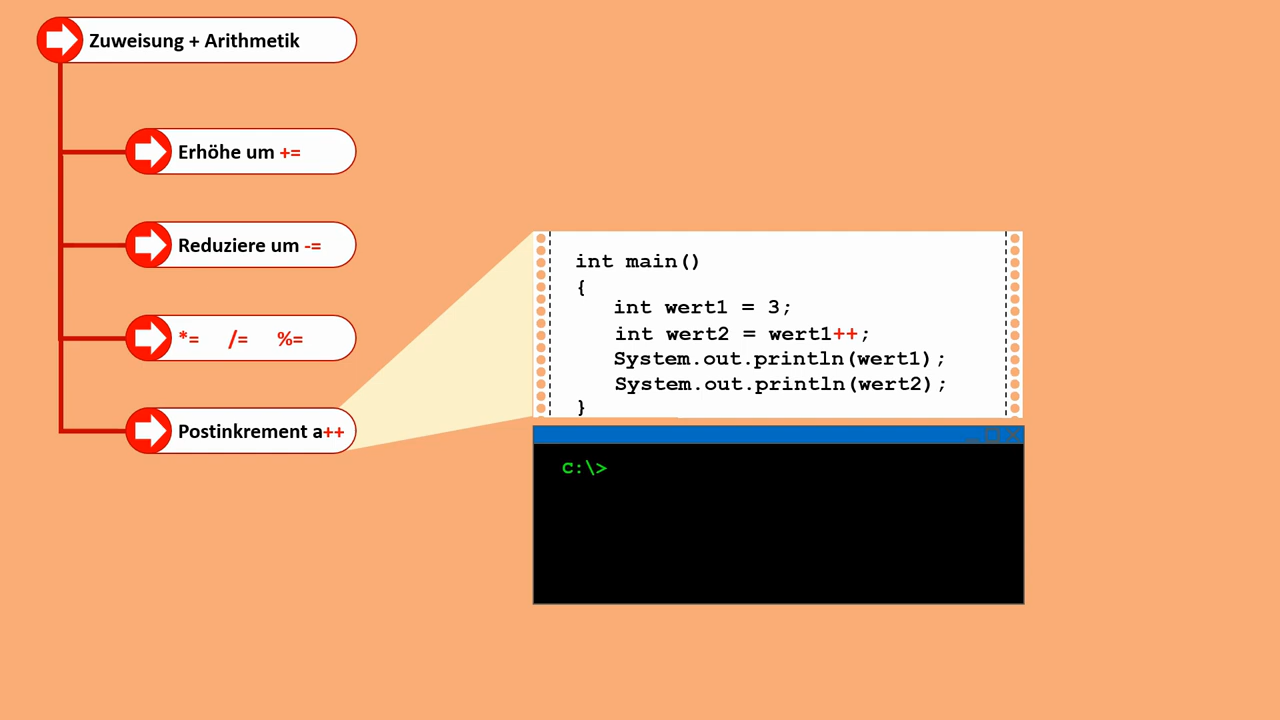 Zuweisung + Arithmetik
Erhöhe um +=
Reduziere um -=
*= /= %=
Postinkrement a++
int main()
{
int wert1 = 3;
int wert2 = wert1++;
System.out.println(wert1);
System.out.println(wert2);
}
C:\>